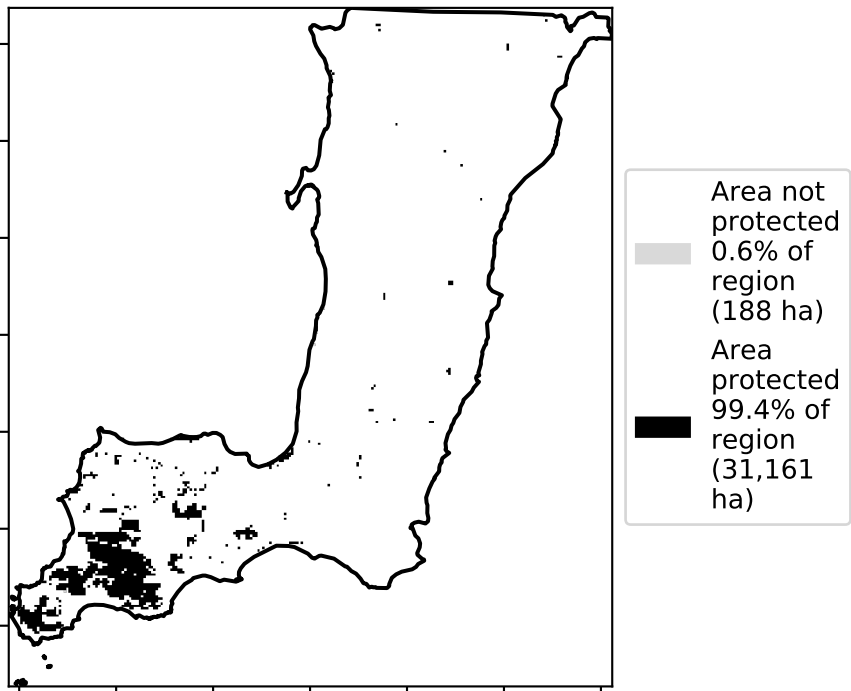 Area not
protected
0.6% of
region
(188 ha)
Area
protected
99.4% of
region
(31,161
ha)